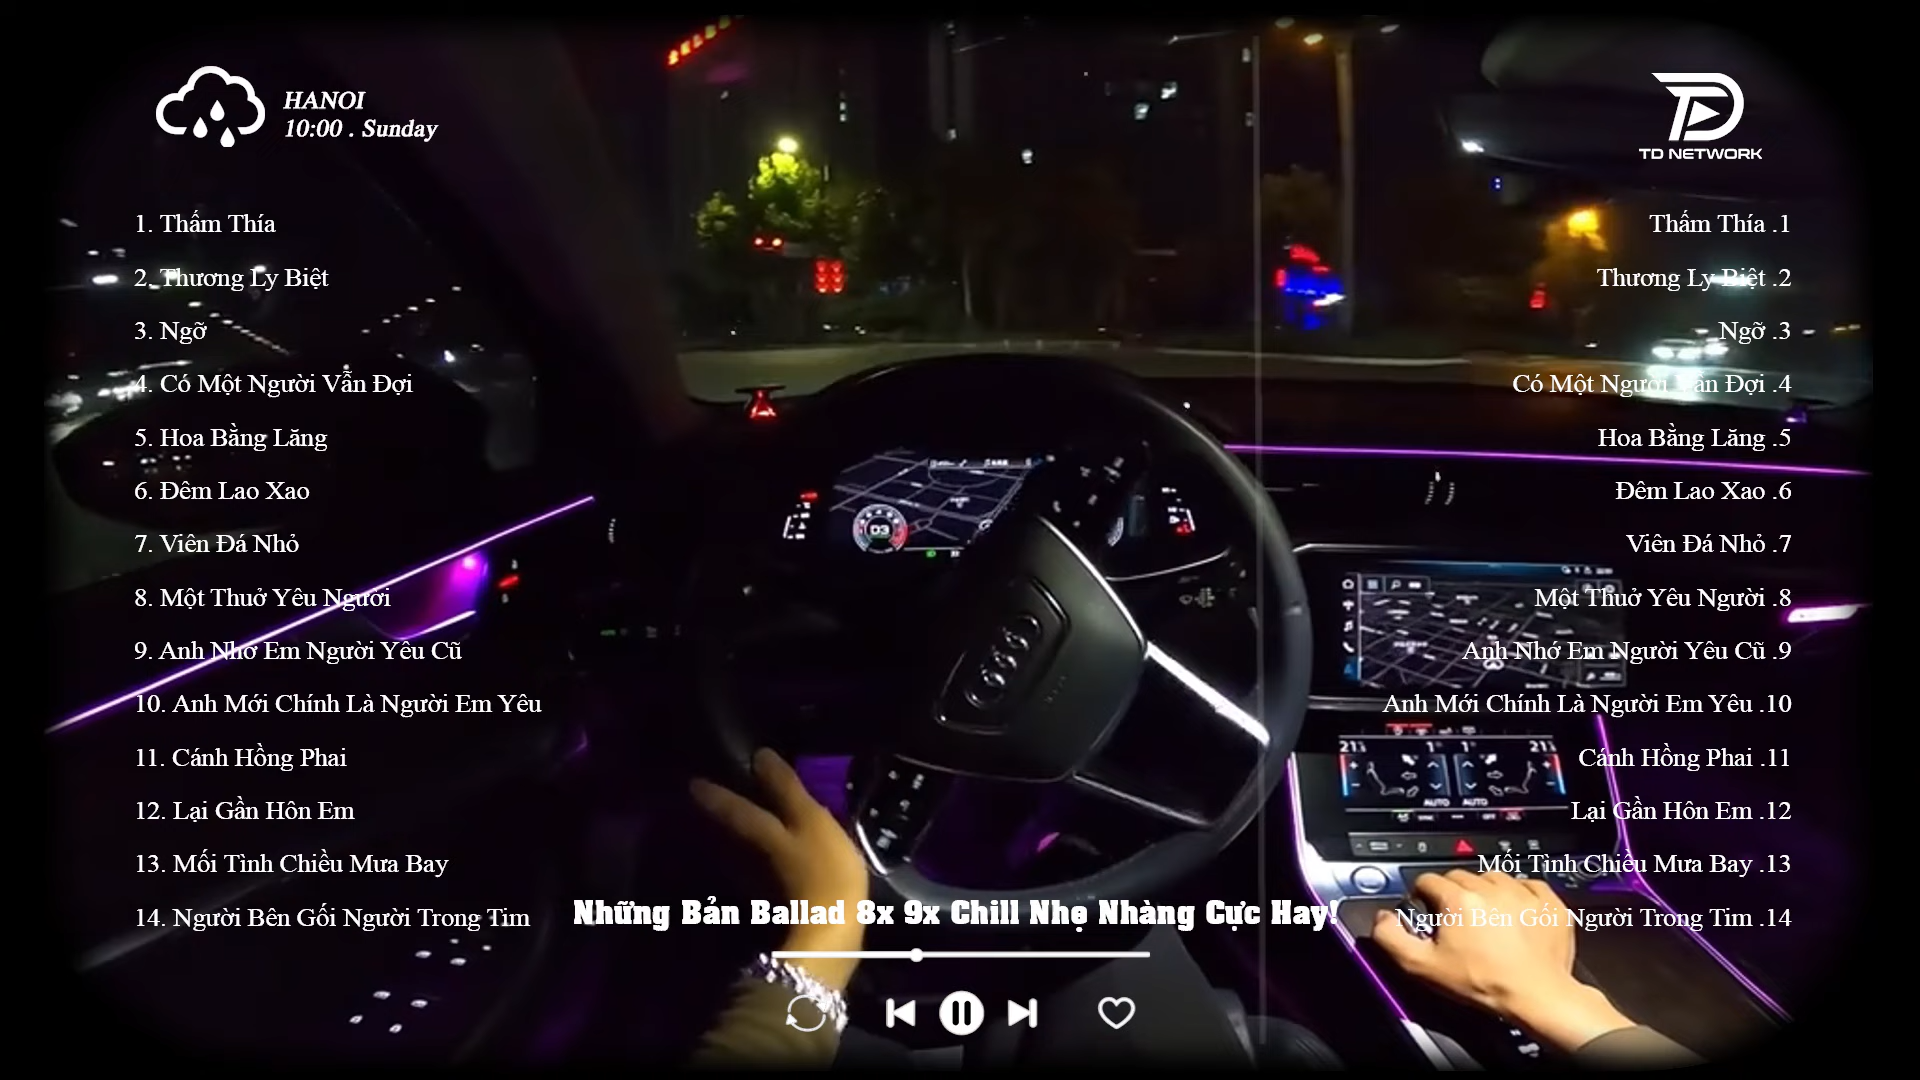 HANOI
10:00 . Sunday
TD NETWORK
1. Thấm Thía
2. Thương Ly Biệt
3. Ngỡ
4. Có Một Người Vẫn Đợi
5. Hoa Bằng Lăng
6. Đêm Lao Xao
7. Viên Đá Nhỏ
8. Một Thuở Yêu Người
9. Anh Nhớ Em Người Yêu Cũ
10. Anh Mới Chính Là Người Em Yêu
11. Cánh Hồng Phai
12. Lại Gần Hôn Em
13. Mối Tình Chiều Mưa Bay
14. Người Bên Gối Người Trong Tim
Thấm Thía .1
Thương Ly Biệt .2
Ngỡ .3
Có Một Người Vẫn Đợi .4
Hoa Bằng Lăng .5
Đêm Lao Xao .6
Viên Đá Nhỏ .7
Một Thuở Yêu Người .8
Anh Nhớ Em Người Yêu Cũ .9
Anh Mới Chính Là Người Em Yêu .10
Cánh Hồng Phai .11
Lại Gần Hôn Em .12
Mối Tình Chiều Mưa Bay .13
Người Bên Gối Người Trong Tim .14
D3
AUTO AUTO
Những Bản Ballad 8x 9x Chill Nhẹ Nhàng Cực Hay!